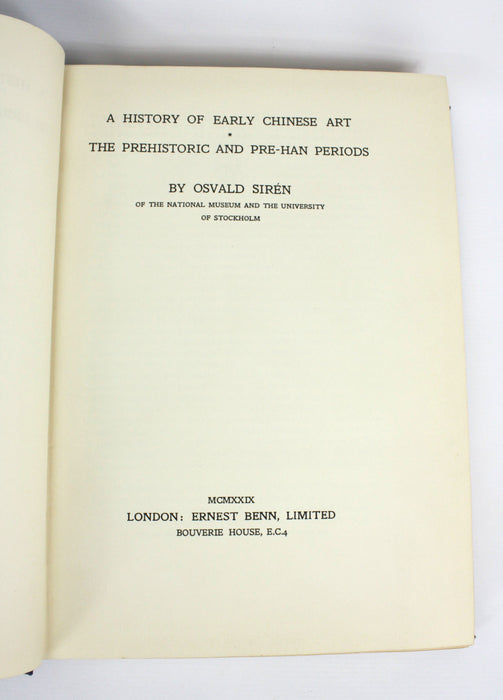 A HISTORY OF EARLY CHINESE ART
*
THE PREHISTORIC AND PRE-HAN PERIODS
BY OSVALD SIRÉN
OF THE NATIONAL MUSEUM AND THE UNIVERSITY
OF STOCKHOLM
MCMXXIX
LONDON: ERNEST BENN, LIMITED
BOUVERIE HOUSE, E.C.4